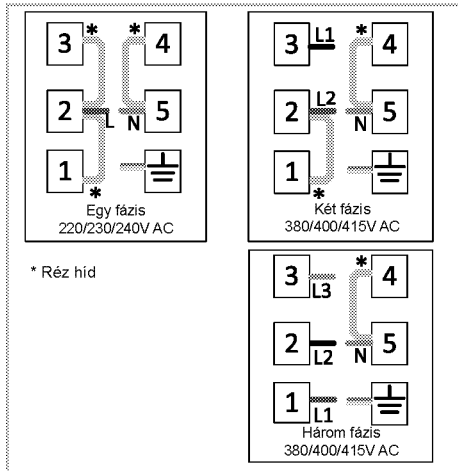 3 * * 4
2 L N 5
1 *
Egy fázis
220/230/240V AC
3 L1 * 4
2 L2 N 5
1 *
Két fázis
380/400/415V AC
* Réz híd
3 L3 * 4
2 L2 N 5
1 L1
Három fázis
380/400/415V AC